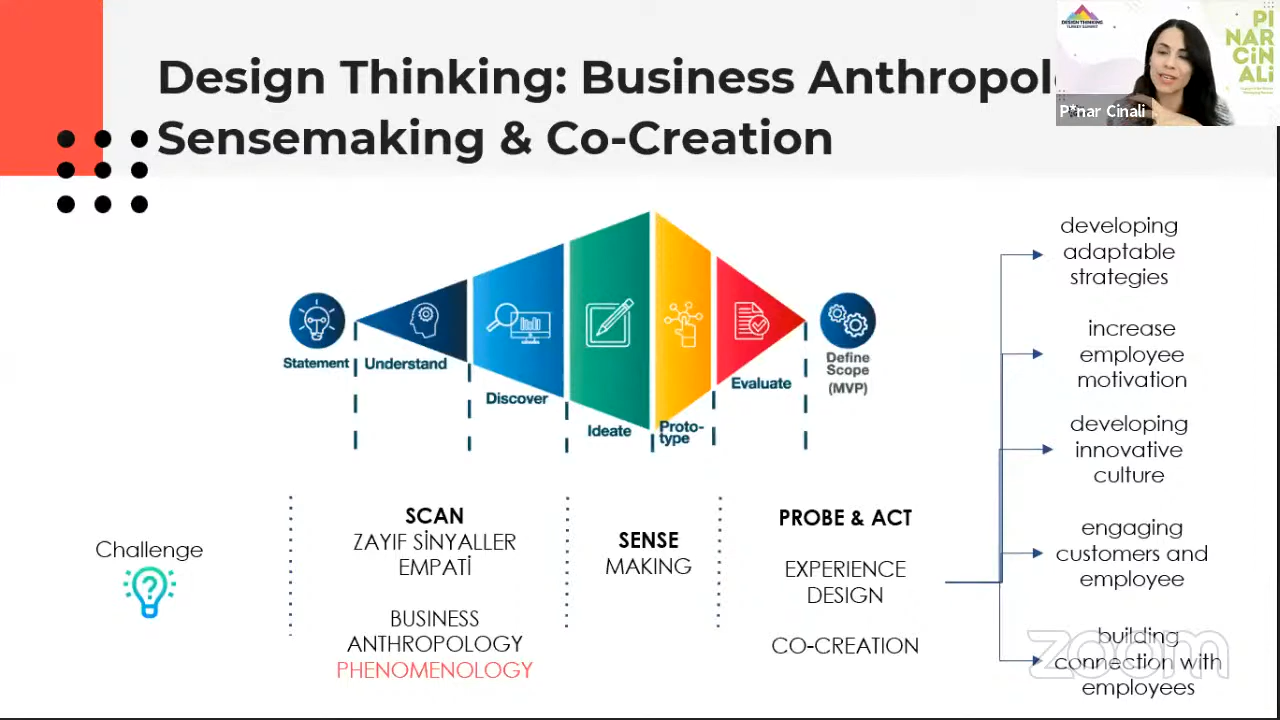 Design Thinking: Business Anthropol
Sensemaking & Co-Creation
DESIGN THINKING
PI
NAR
CİN
ALi
P*nar Cinali
Statement
Understand
Discover
Ideate
Proto-
type
Evaluate
Define
Scope
(MVP)
Challenge
SCAN
ZAYIF SİNYALLER
EMPATİ
BUSINESS
ANTHROPOLOGY
PHENOMENOLOGY
SENSE
MAKING
PROBE & ACT
EXPERIENCE
DESIGN
CO-CREATION
developing
adaptable
strategies
increase
employee
motivation
developing
innovative
culture
engaging
customers and
employee
building
connection with
employees
zoom